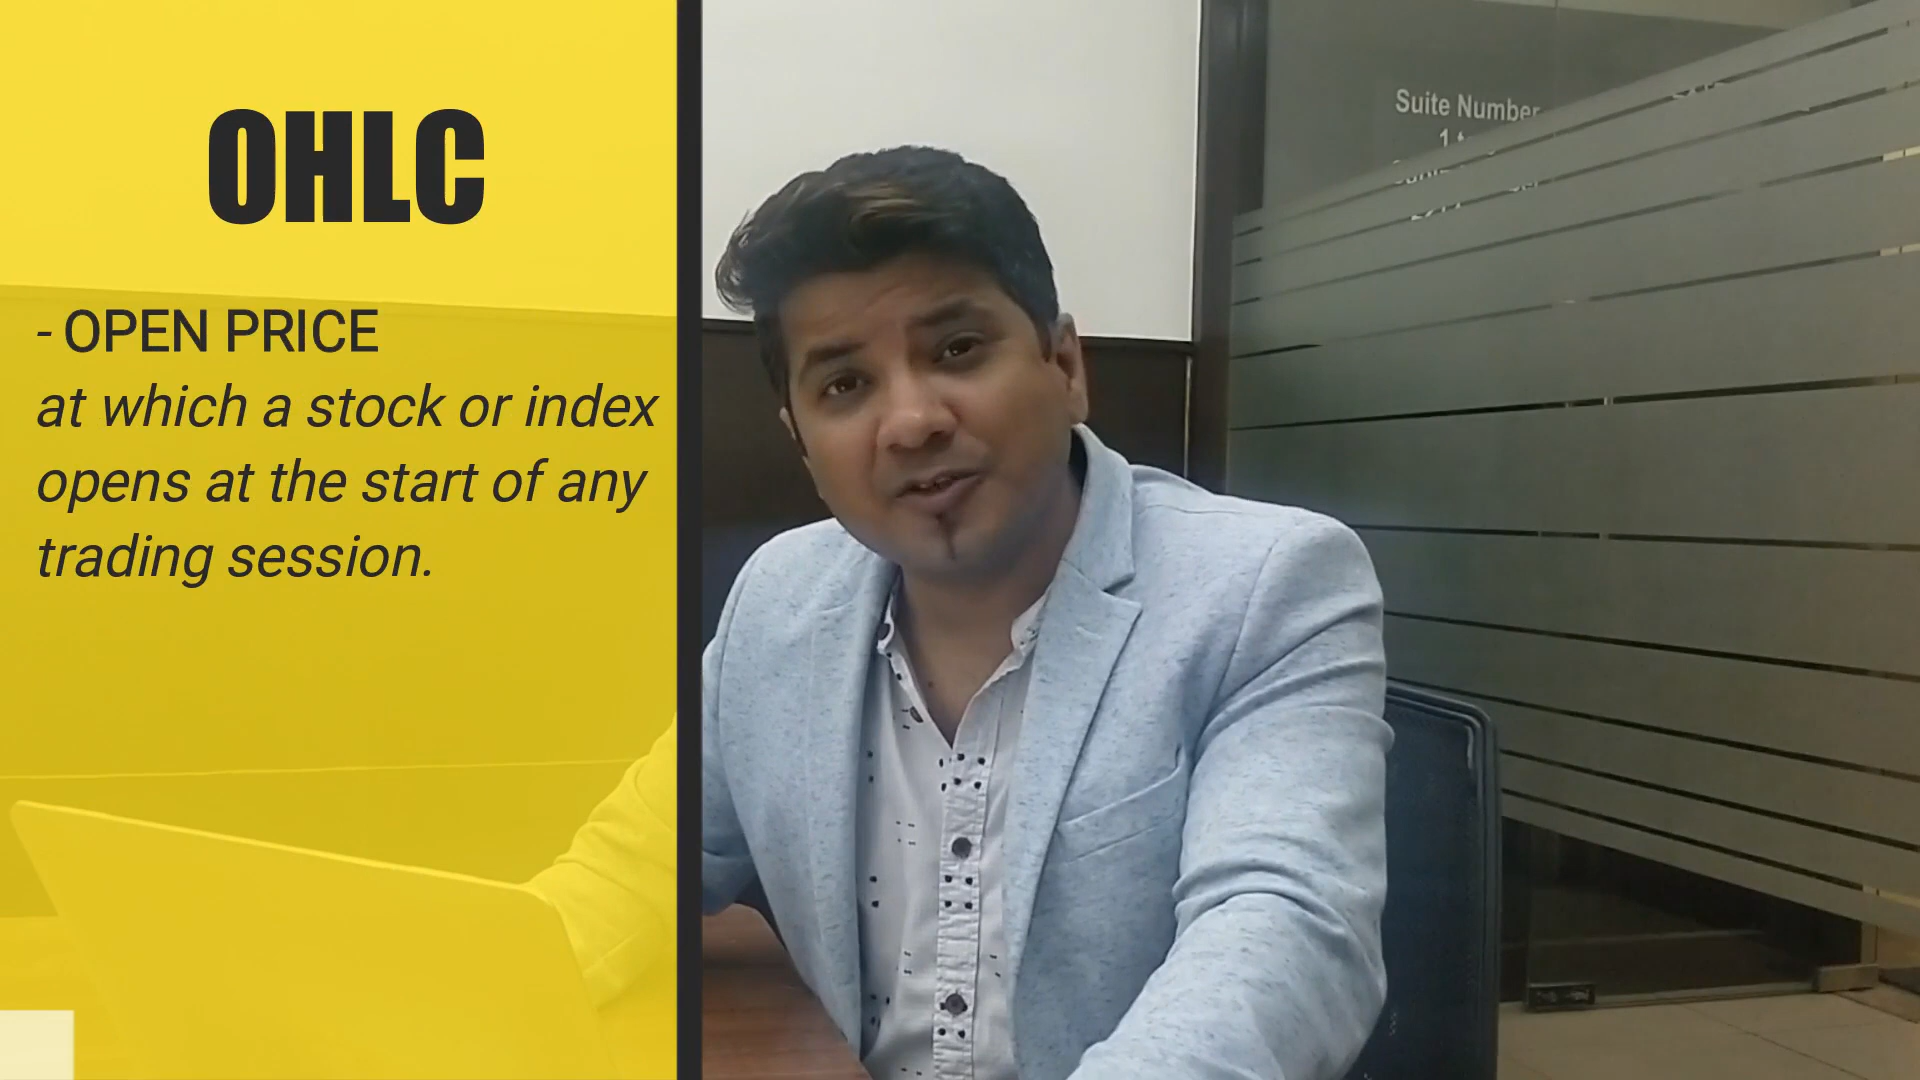 OHLC
- OPEN PRICE
at which a stock or index
opens at the start of any
trading session.
Suite Number